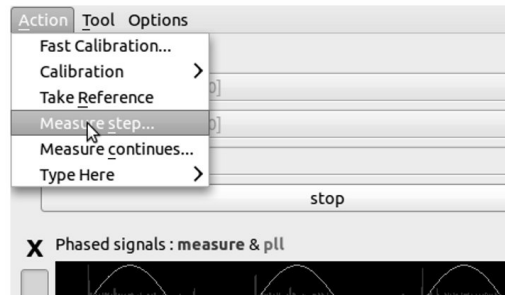 Action Tool Options
Fast Calibration...
Calibration
Take Reference
Measure step...
Measure continues...
Type Here
stop
X Phased signals : measure & pll